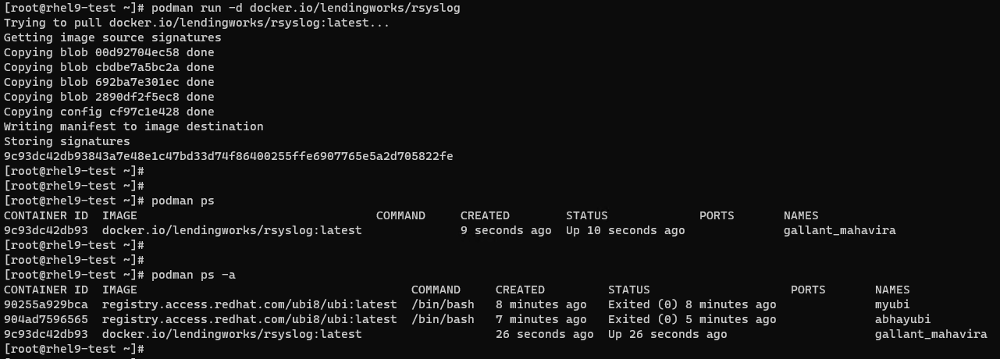 [root@rhel9-test ~]# podman run -d docker.io/lendingworks/rsyslog
Trying to pull docker.io/lendingworks/rsyslog:latest...
Getting image source signatures
Copying blob 00d92704ec58 done
Copying blob cbdbe7a5bc2a done
Copying blob 692ba7e301ec done
Copying blob 2890df2f5ec8 done
Copying config cf97c1e428 done
Writing manifest to image destination
Storing signatures
9c93dc42db93843a7e48e1c47bd33d74f86400255ffe6907765e5a2d705822fe
[root@rhel9-test ~]#
[root@rhel9-test ~]#
[root@rhel9-test ~]# podman ps
CONTAINER ID  IMAGE                                  COMMAND     CREATED        STATUS             PORTS       NAMES
9c93dc42db93  docker.io/lendingworks/rsyslog:latest              9 seconds ago  Up 10 seconds ago              gallant_mahavira
[root@rhel9-test ~]#
[root@rhel9-test ~]#
[root@rhel9-test ~]# podman ps -a
CONTAINER ID  IMAGE                                       COMMAND     CREATED         STATUS                    PORTS       NAMES
90255a929bca  registry.access.redhat.com/ubi8/ubi:latest  /bin/bash   8 minutes ago   Exited (0) 8 minutes ago              myubi
904ad7596565  registry.access.redhat.com/ubi8/ubi:latest  /bin/bash   7 minutes ago   Exited (0) 5 minutes ago              abhayubi
9c93dc42db93  docker.io/lendingworks/rsyslog:latest                   26 seconds ago  Up 26 seconds ago                     gallant_mahavira
[root@rhel9-test ~]#